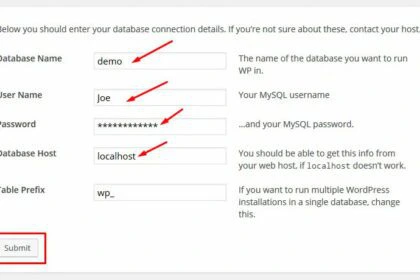 Below you should enter your database connection details. If you're not sure about these, contact your host.
Database Name
demo
The name of the database you want to run
WP in.
User Name
Joe
Your MySQL username
Password
************
...and your MySQL password.
Database Host
localhost
You should be able to get this info from
your web host, if localhost doesn't work.
Table Prefix
wp_
If you want to run multiple WordPress
installations in a single database, change
this.
Submit